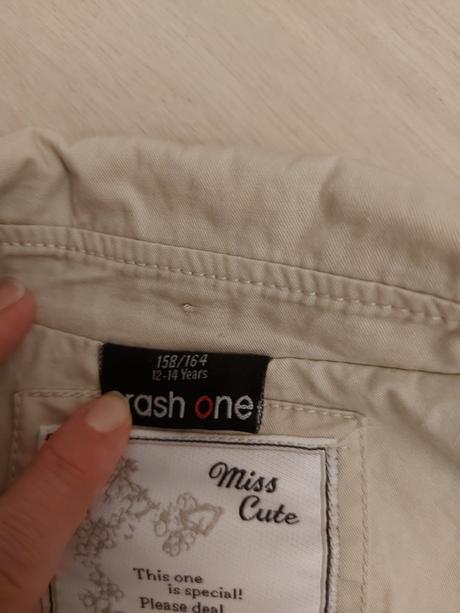 158/164
12-14 Years
rash one
Miss
Cute
This one
is special!
Please deal